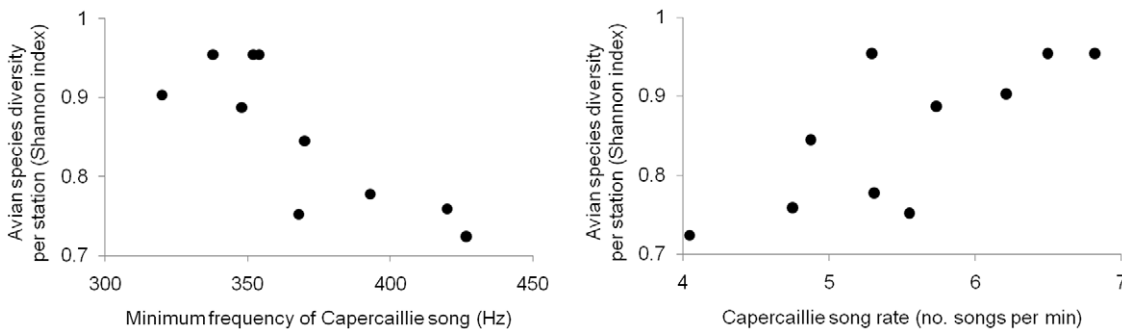 Avian species diversity
per station (Shannon index)
1
0.9
0.8
0.7
300
350
400
450
Minimum frequency of Capercaillie song (Hz)
Avian species diversity
per station (Shannon index)
1
0.9
0.8
0.7
4
5
6
7
Capercaillie song rate (no. songs per min)